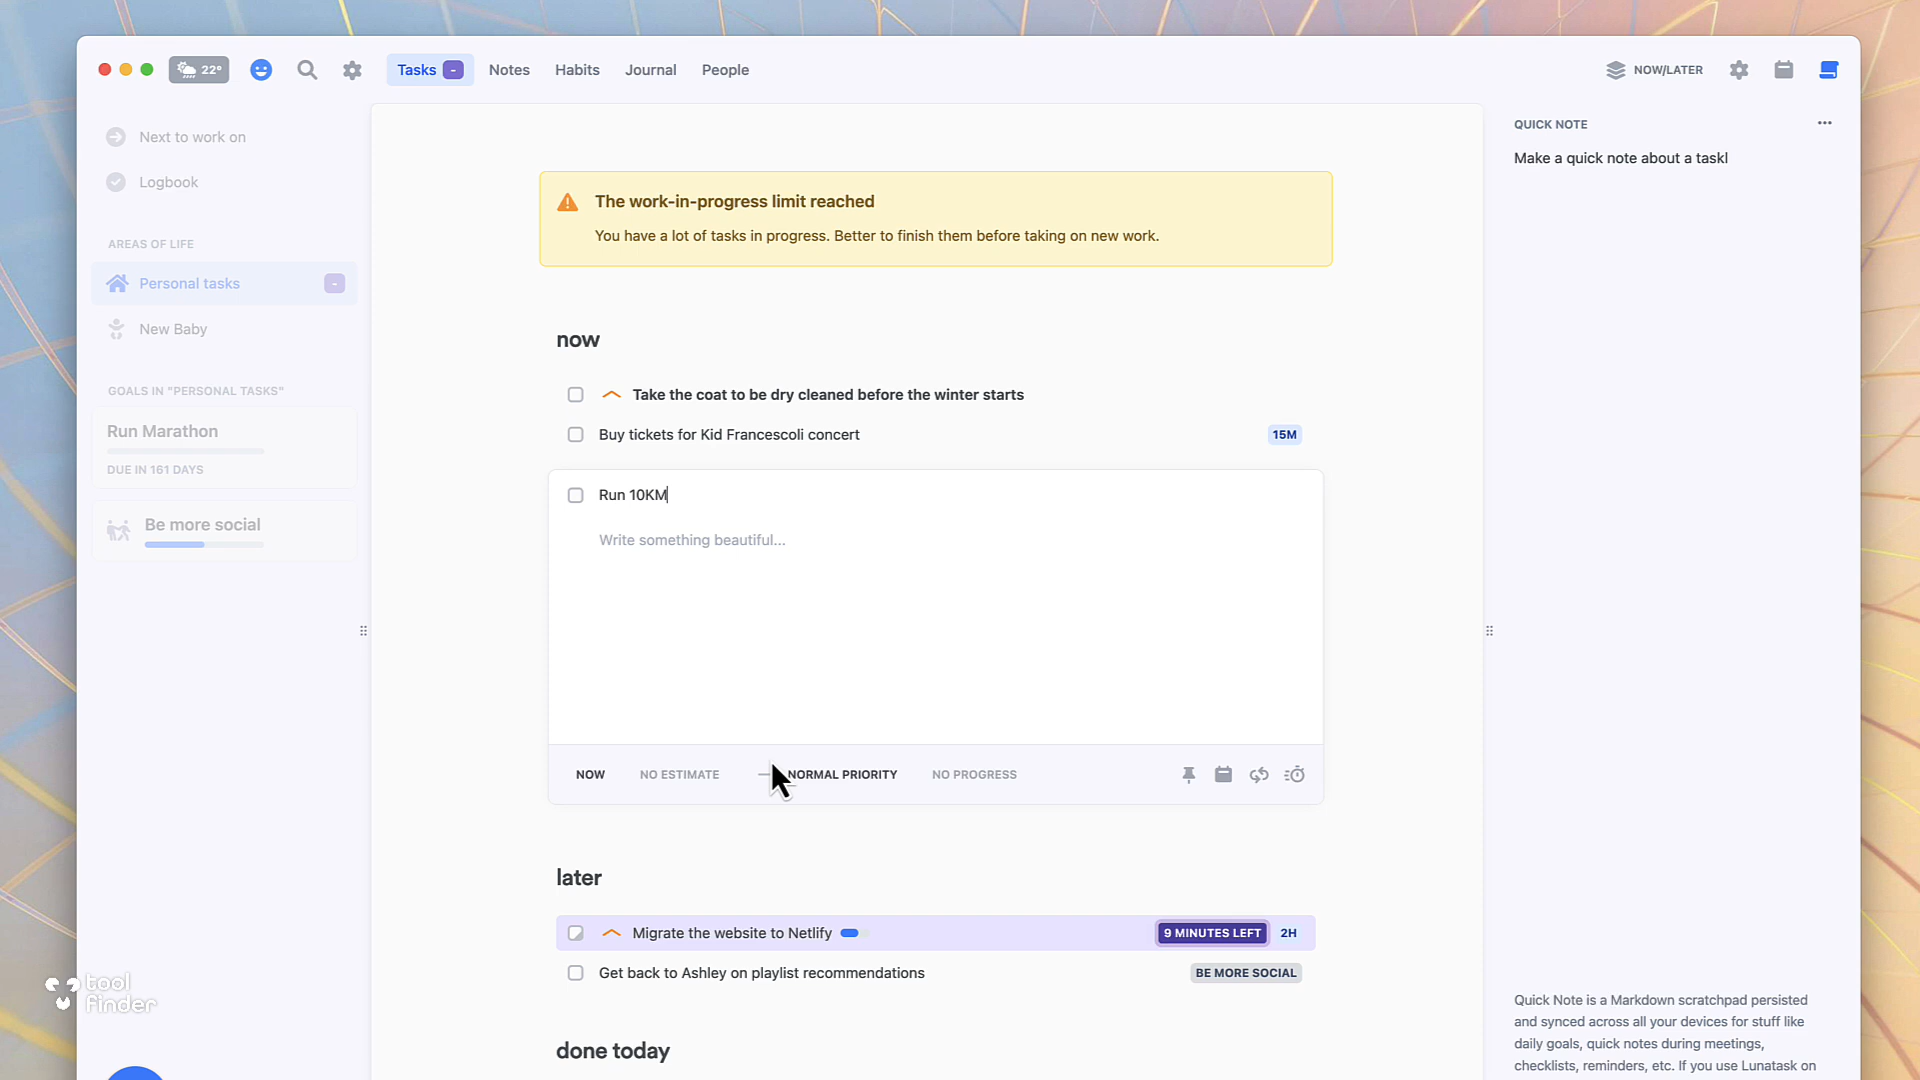 22°
Tasks -
Notes
Habits
Journal
People
NOW/LATER
Next to work on
Logbook
AREAS OF LIFE
Personal tasks -
New Baby
GOALS IN "PERSONAL TASKS"
Run Marathon
DUE IN 161 DAYS
Be more social
The work-in-progress limit reached
You have a lot of tasks in progress. Better to finish them before taking on new work.
now
Take the coat to be dry cleaned before the winter starts
Buy tickets for Kid Francescoli concert 15M
Run 10KM
Write something beautiful...
NOW NO ESTIMATE NORMAL PRIORITY NO PROGRESS
later
Migrate the website to Netlify 9 MINUTES LEFT 2H
Get back to Ashley on playlist recommendations BE MORE SOCIAL
done today
QUICK NOTE
Make a quick note about a task!
Quick Note is a Markdown scratchpad persisted
and synced across all your devices for stuff like
daily goals, quick notes during meetings,
checklists, reminders, etc. If you use Lunatask on
tool
finder